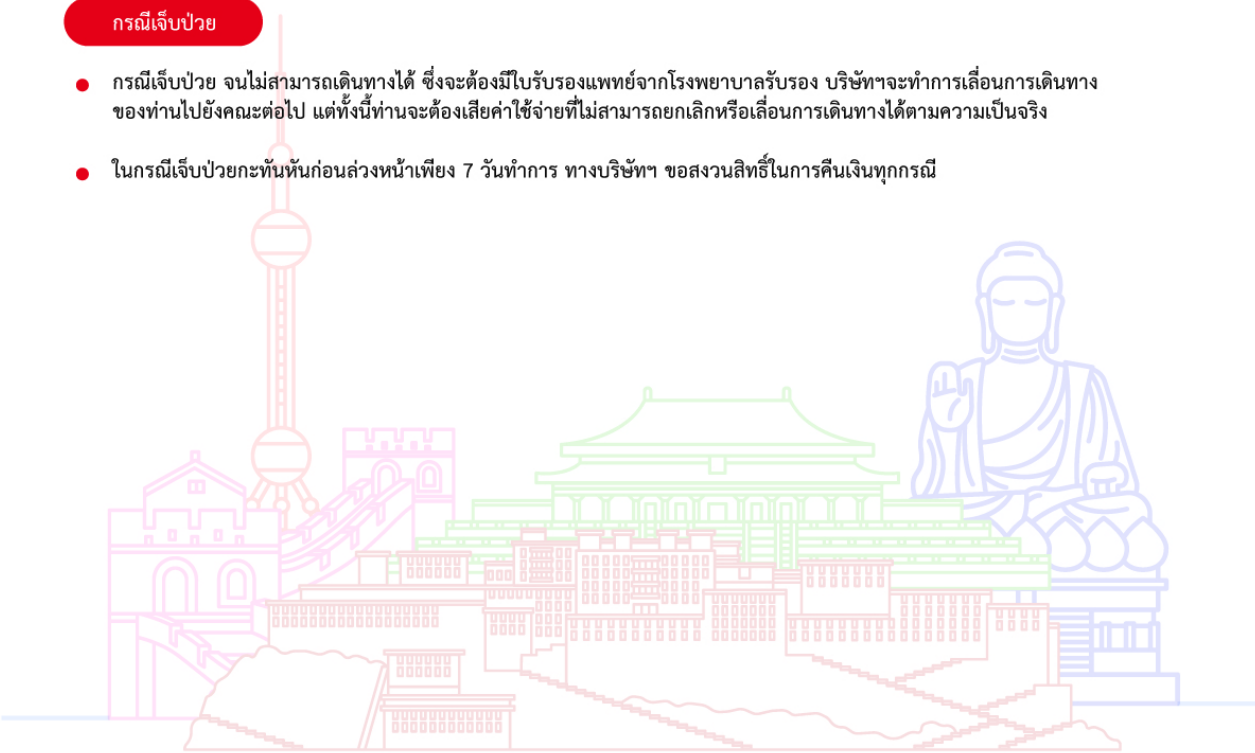 กรณีเจ็บป่วย
กรณีเจ็บป่วย จนไม่สามารถเดินทางได้ ซึ่งจะต้องมีใบรับรองแพทย์จากโรงพยาบาลรับรอง บริษัทฯจะทำการเลื่อนการเดินทาง
ของท่านไปยังคณะต่อไป แต่ทั้งนี้ท่านจะต้องเสียค่าใช้จ่ายที่ไม่สามารถยกเลิกหรือเลื่อนการเดินทางได้ตามความเป็นจริง
ในกรณีเจ็บป่วยกะทันหันก่อนล่วงหน้าเพียง 7 วันทำการ ทางบริษัทฯ ขอสงวนสิทธิ์ในการคืนเงินทุกกรณี